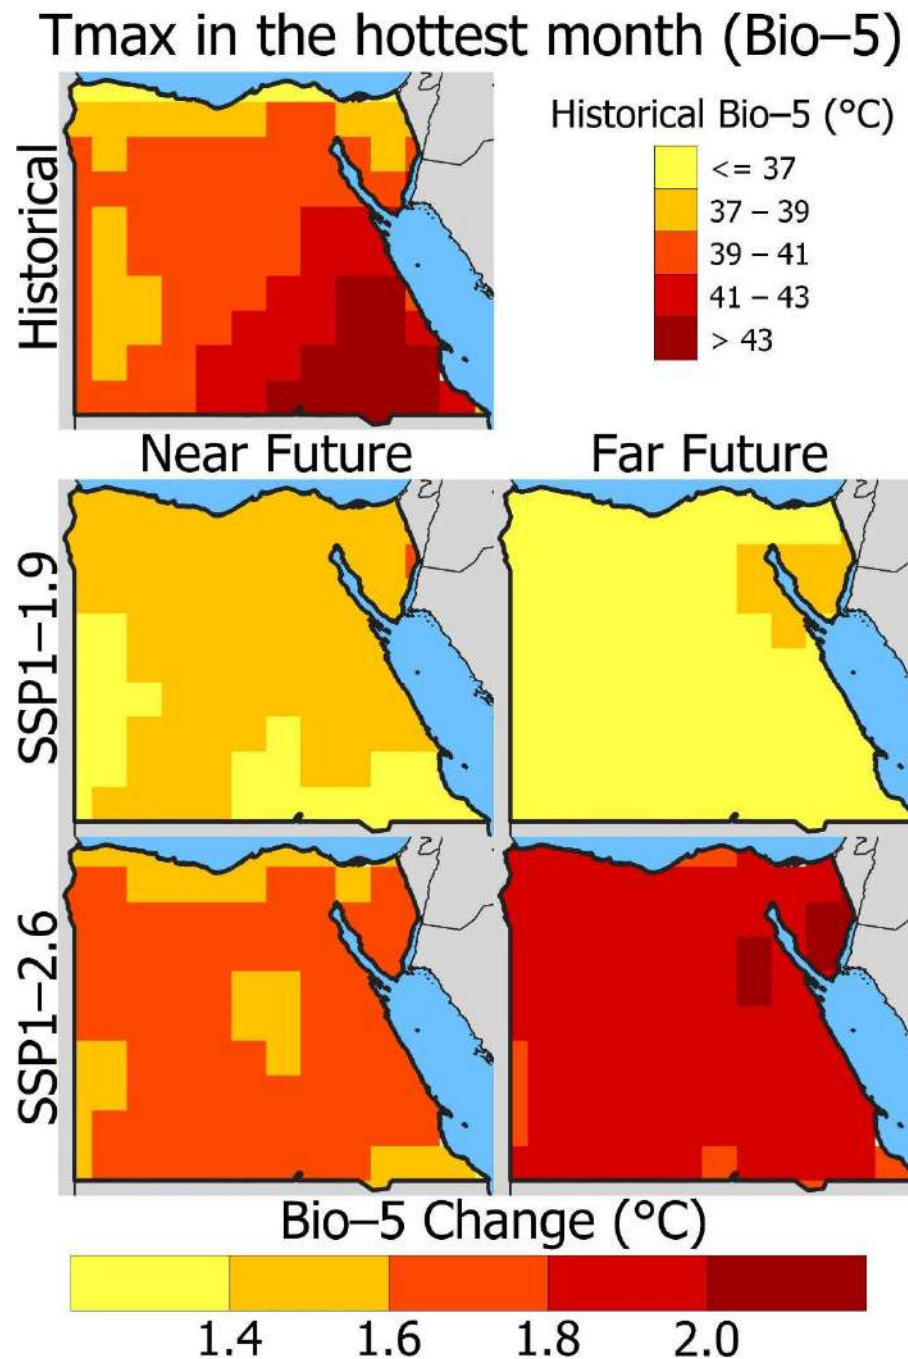 Tmax in the hottest month (Bio–5)
Historical
Historical Bio–5 (°C)
<= 37
37 – 39
39 – 41
41 – 43
> 43
Near Future
Far Future
SSP1–1.9
SSP1–2.6
Bio–5 Change (°C)
1.4
1.6
1.8
2.0